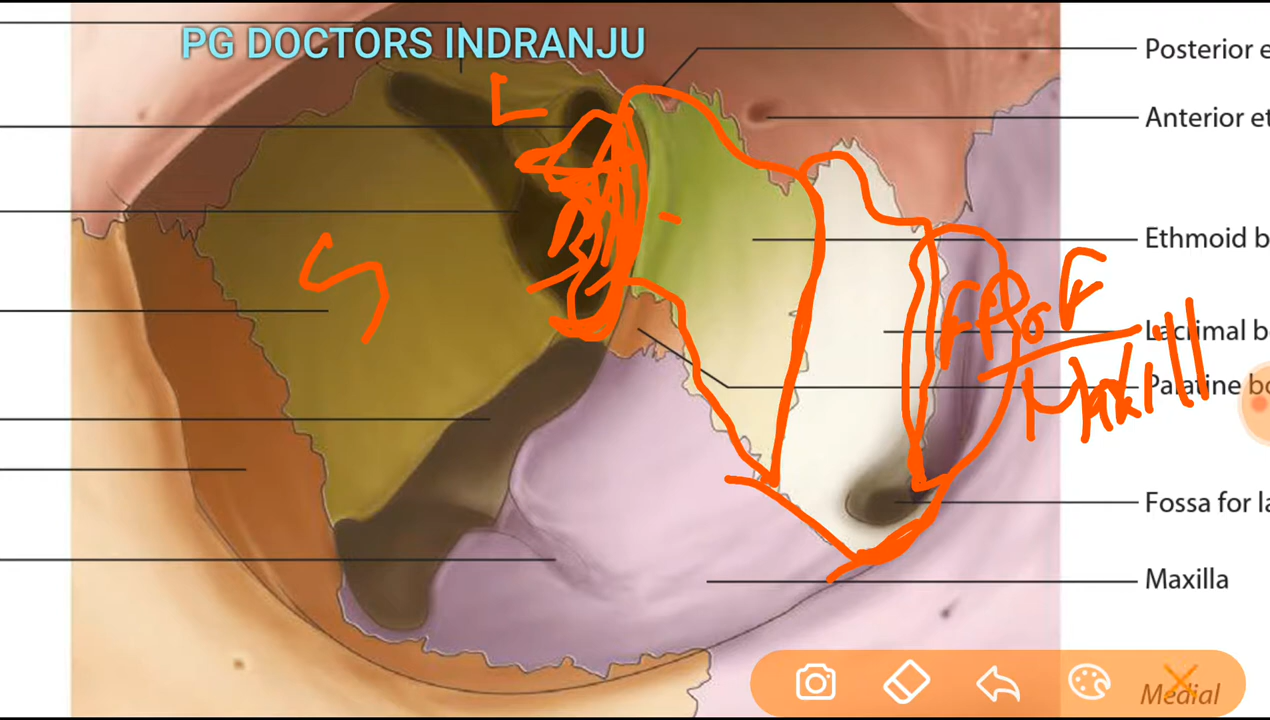 PG DOCTORS INDRANJU
Posterior e
Anterior et
Ethmoid b
Lacrimal b
Palatine bo
Fossa for la
Maxilla
Medial
L
S